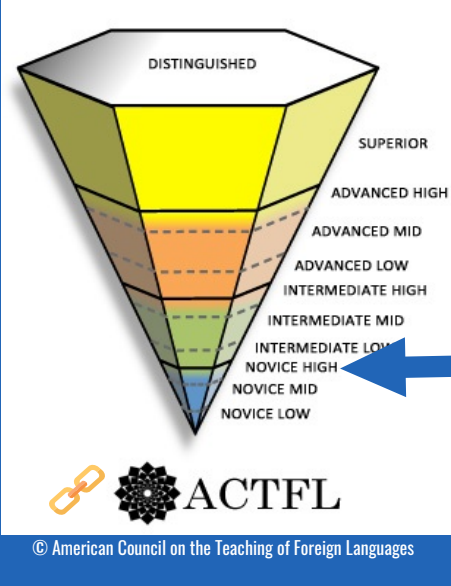 DISTINGUISHED
SUPERIOR
ADVANCED HIGH
ADVANCED MID
ADVANCED LOW
INTERMEDIATE HIGH
INTERMEDIATE MID
INTERMEDIATE LOW
NOVICE HIGH
NOVICE MID
NOVICE LOW
ACTFL
© American Council on the Teaching of Foreign Languages